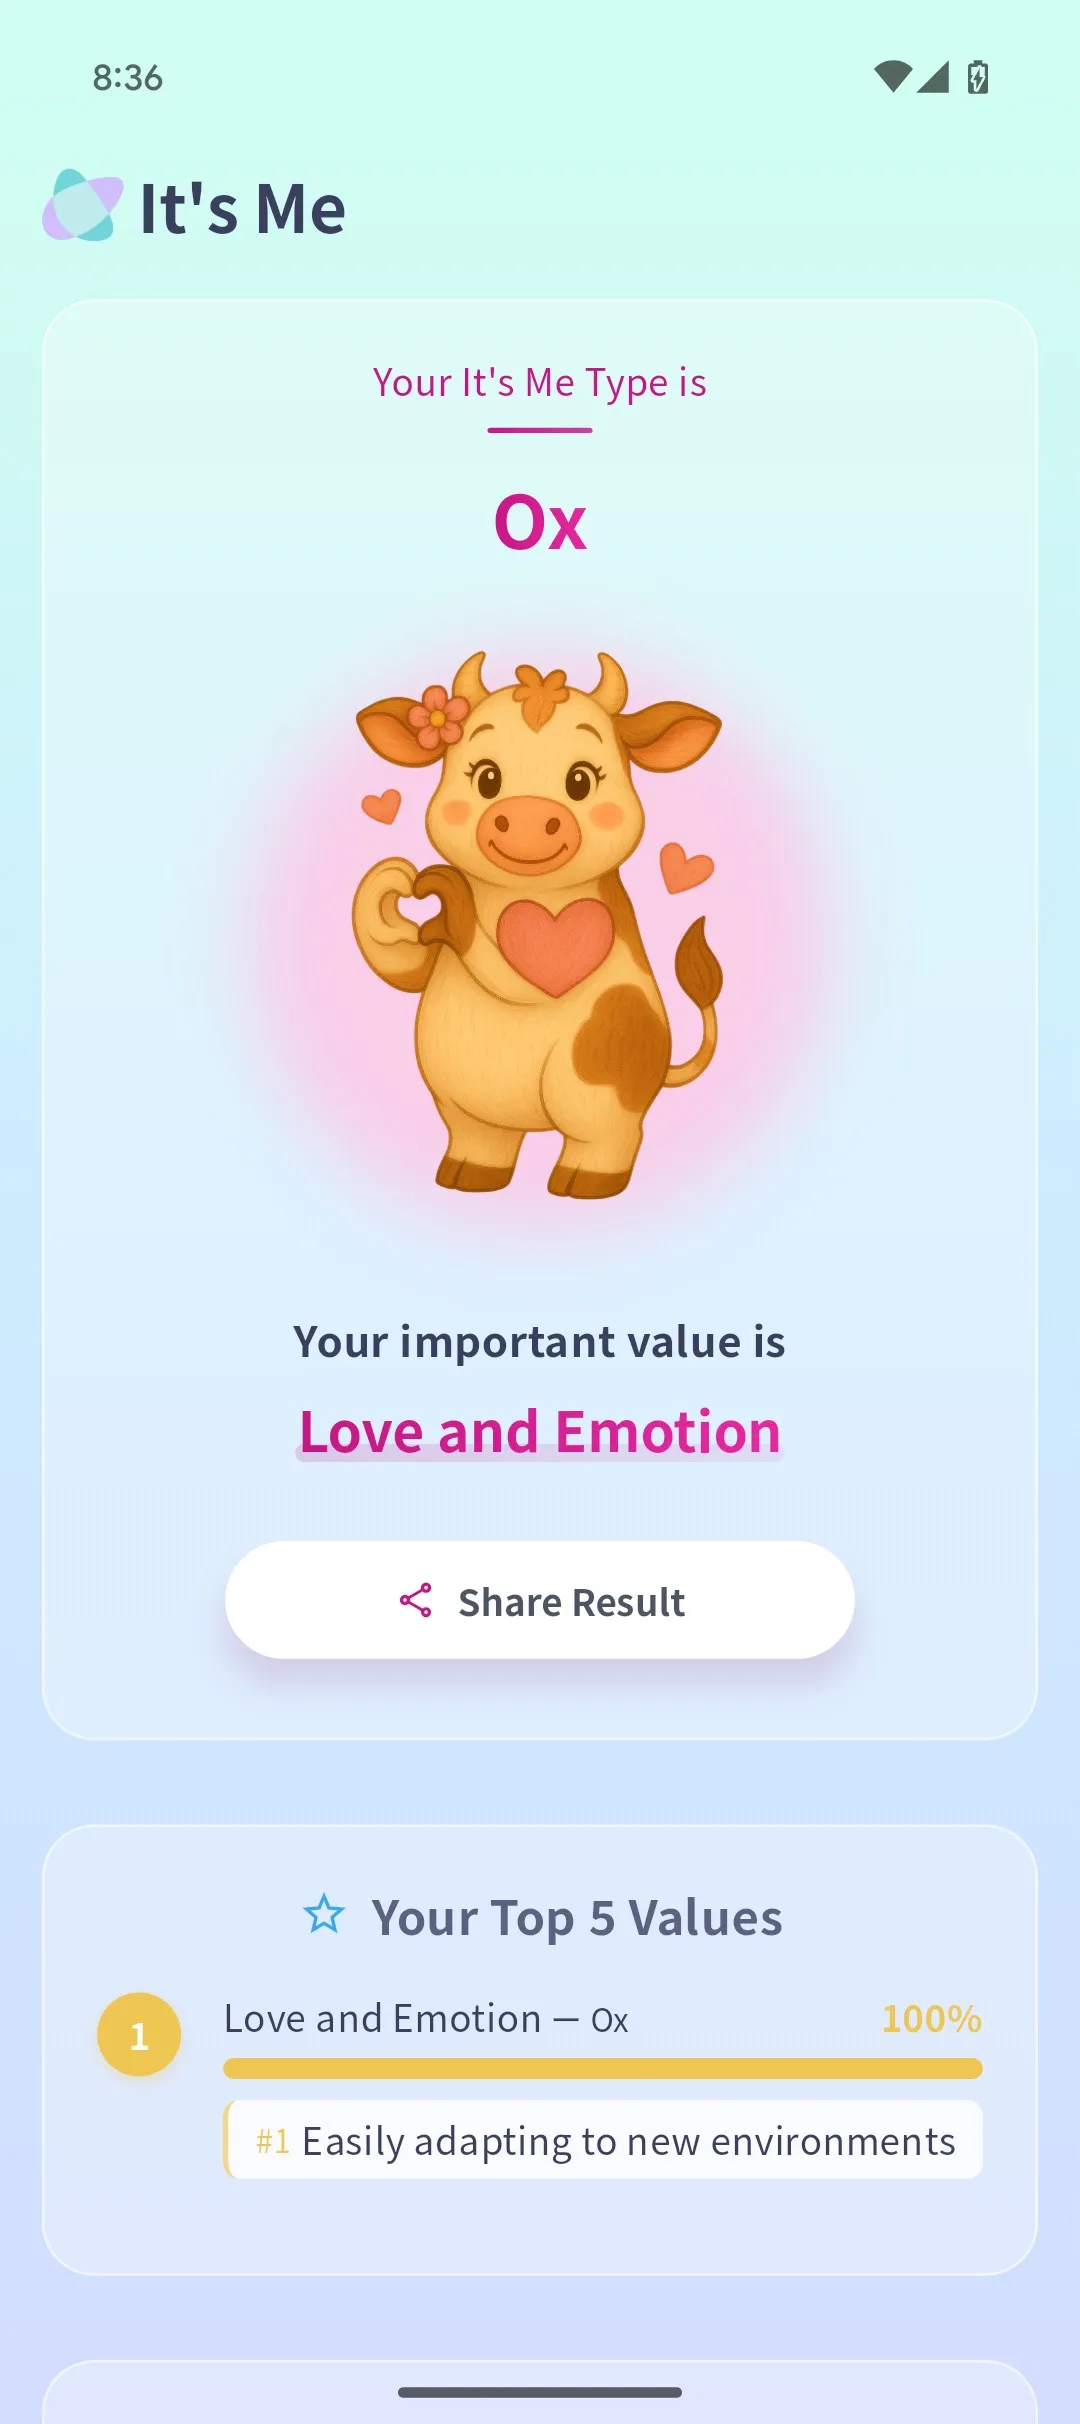 8:36
It's Me
Your It's Me Type is
Ox
Your important value is
Love and Emotion
Share Result
Your Top 5 Values
1
Love and Emotion — Ox
100%
#1 Easily adapting to new environments